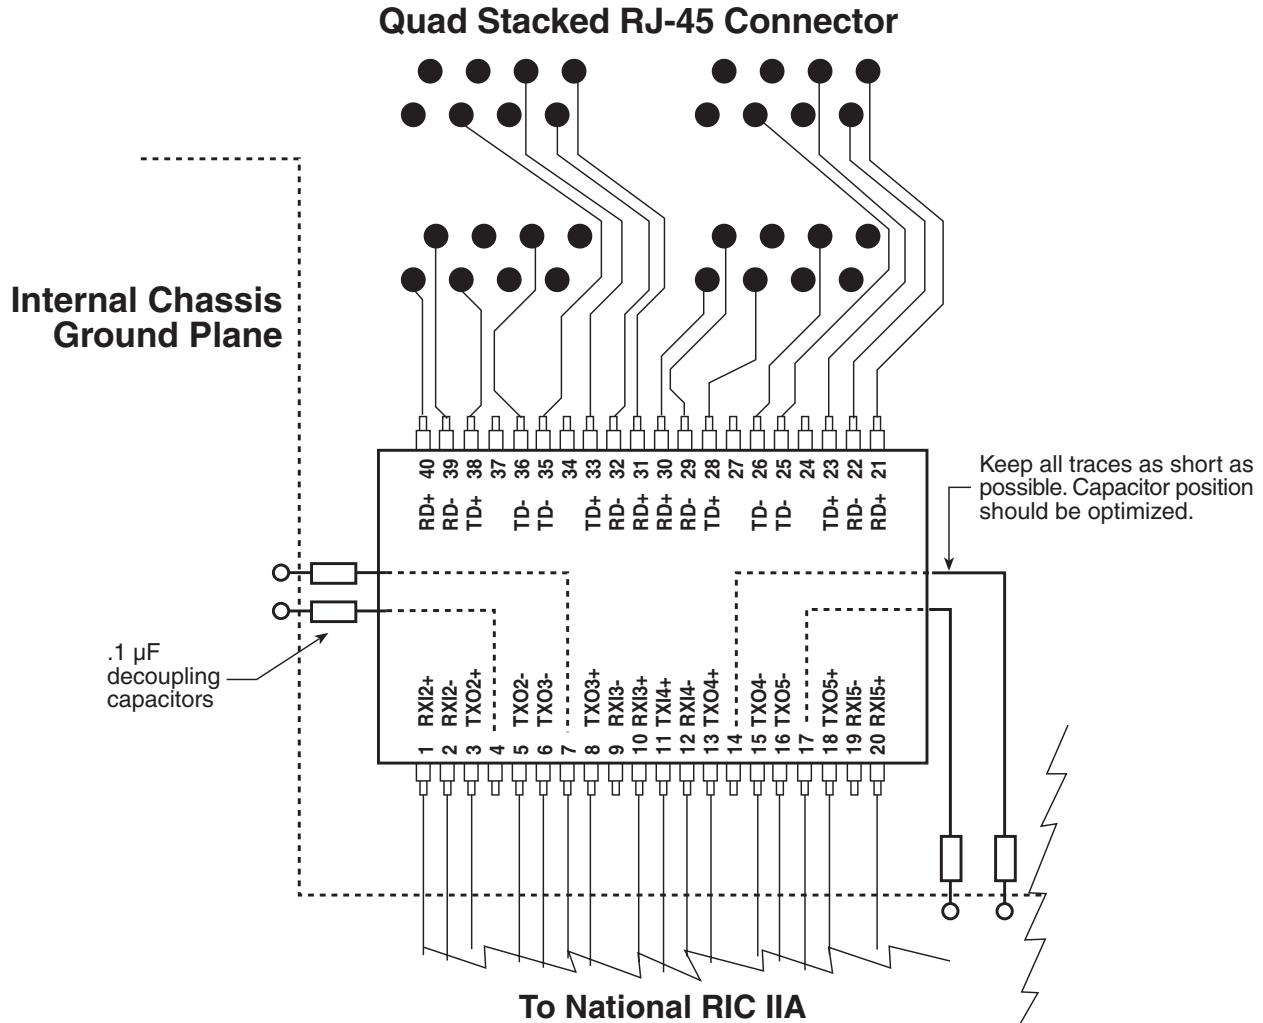 Quad Stacked RJ-45 Connector
Internal Chassis
Ground Plane
40 39 38 37 36 35 34 33 32 31 30 29 28 27 26 25 24 23 22 21
RD+ RD- TD+ TD- TD- TD+ RD- RD+ RD+ RD- TD+ TD- TD- TD+ RD- RD+
Keep all traces as short as
possible. Capacitor position
should be optimized.
.1 µF
decoupling
capacitors
RXI2+ RXI2- TXO2+ TXO2- TXO3- TXO3+ RXI3- RXI3+ TXI4+ RXI4- TXO4+ TXO4- TXO5- TXO5+ RXI5- RXI5+
1 2 3 4 5 6 7 8 9 10 11 12 13 14 15 16 17 18 19 20
To National RIC IIA